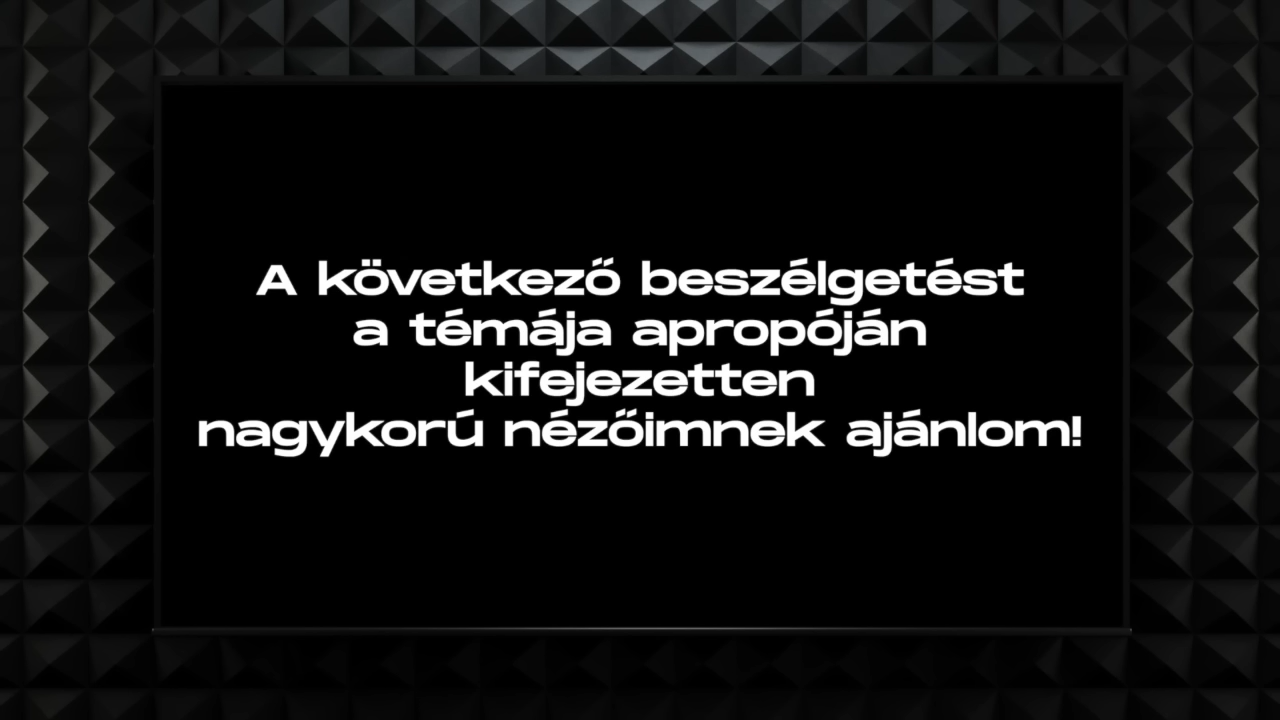 A következő beszélgetést
a témája apropóján
kifejezetten
nagykorú nézőimnek ajánlom!